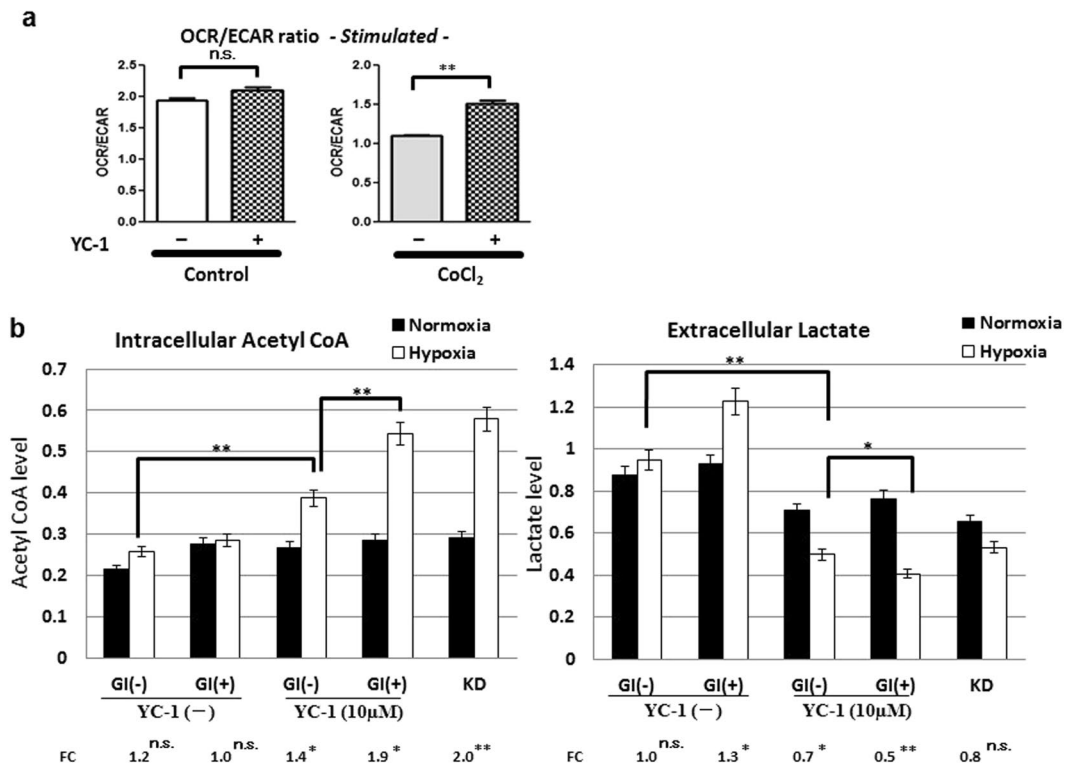 a
OCR/ECAR ratio - Stimulated -
n.s.
2.5
2.0
1.5
1.0
0.5
0.0
OCR/ECAR
**
2.5
2.0
1.5
1.0
0.5
0.0
OCR/ECAR
YC-1 − + − +
Control CoCl2
b
Intracellular Acetyl CoA
Normoxia
Hypoxia
0.7
0.6
0.5
0.4
0.3
0.2
0.1
0
Acetyl CoA level
**
**
GI(-) GI(+) GI(-) GI(+) KD
YC-1 (−) YC-1 (10µM)
FC 1.2 n.s. 1.0 n.s. 1.4 * 1.9 * 2.0 **
Extracellular Lactate
Normoxia
Hypoxia
1.4
1.2
1
0.8
0.6
0.4
0.2
0
Lactate level
**
*
GI(-) GI(+) GI(-) GI(+) KD
YC-1 (−) YC-1 (10µM)
FC 1.0 n.s. 1.3 * 0.7 * 0.5 ** 0.8 n.s.